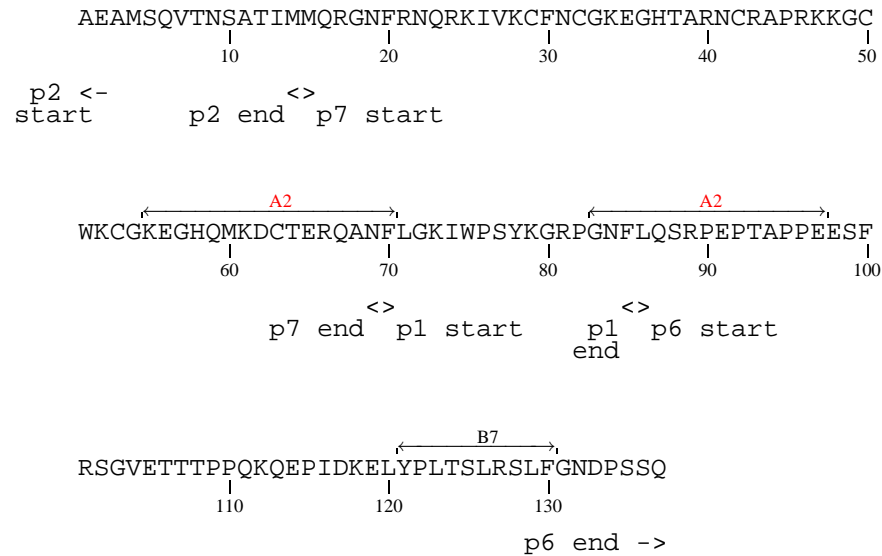 AEAMSQVTNSATIMMQRGNFRNQRKIVKCFNCGKEGHTARNCRAPRKKGC
10 20 30 40 50
p2 <- <>
start p2 end p7 start
A2 A2
WKCGKEGHQMKDCTERQANFLGKIWPSYKGRPGNFLQSRPEPTAPPEESF
60 70 80 90 100
<> <>
p7 end p1 start p1 p6 start
end
B7
RSGVETTTPPQKQEPIDKELYPLTSLRSLFGNDPSSQ
110 120 130
p6 end ->